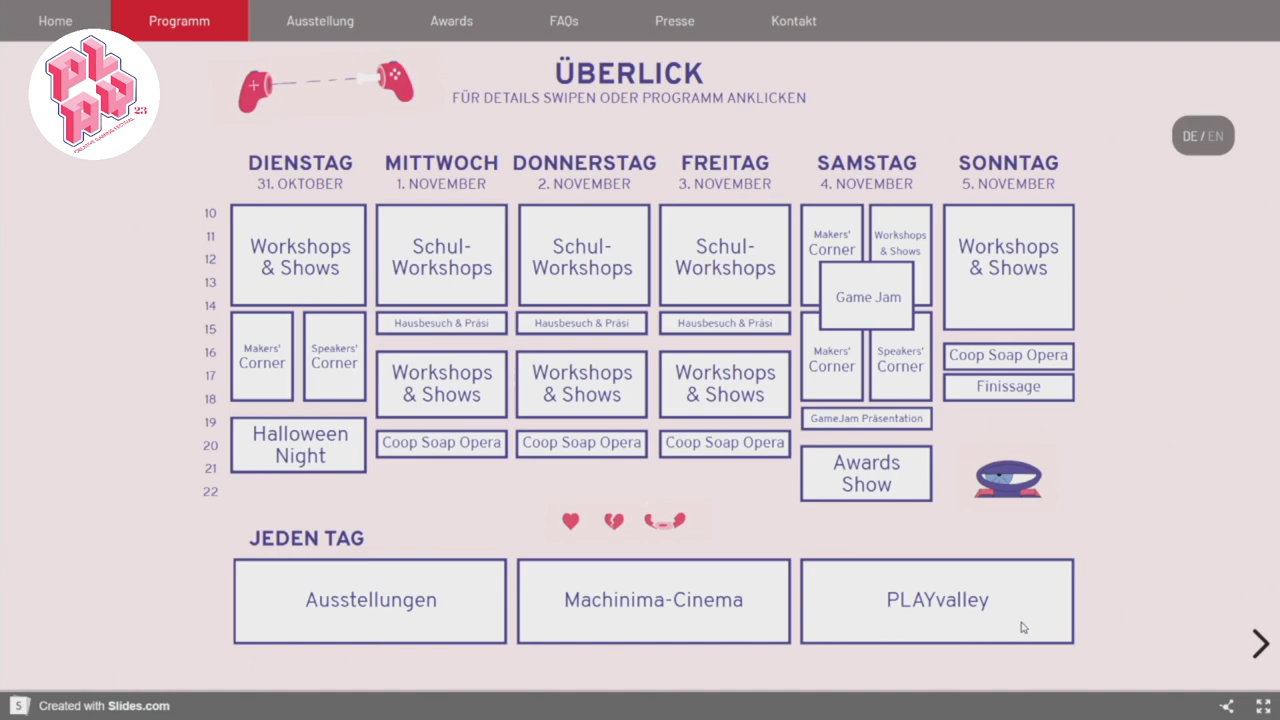 Home Programm Ausstellung Awards FAQs Presse Kontakt
PLAY
23
CREATIVE GAMING FESTIVAL
ÜBERLICK
FÜR DETAILS SWIPEN ODER PROGRAMM ANKLICKEN
DE / EN
DIENSTAG
31. OKTOBER
MITTWOCH
1. NOVEMBER
DONNERSTAG
2. NOVEMBER
FREITAG
3. NOVEMBER
SAMSTAG
4. NOVEMBER
SONNTAG
5. NOVEMBER
10
11
12
13
14
15
16
17
18
19
20
21
22
Workshops
& Shows
Makers'
Corner
Speakers'
Corner
Halloween
Night
Schul-
Workshops
Hausbesuch & Präsi
Workshops
& Shows
Coop Soap Opera
Schul-
Workshops
Hausbesuch & Präsi
Workshops
& Shows
Coop Soap Opera
Schul-
Workshops
Hausbesuch & Präsi
Workshops
& Shows
Coop Soap Opera
Makers'
Corner
Workshops
& Shows
Game Jam
Makers'
Corner
Speakers'
Corner
GameJam Präsentation
Awards
Show
Workshops
& Shows
Coop Soap Opera
Finissage
JEDEN TAG
Ausstellungen
Machinima-Cinema
PLAYvalley
S Created with Slides.com